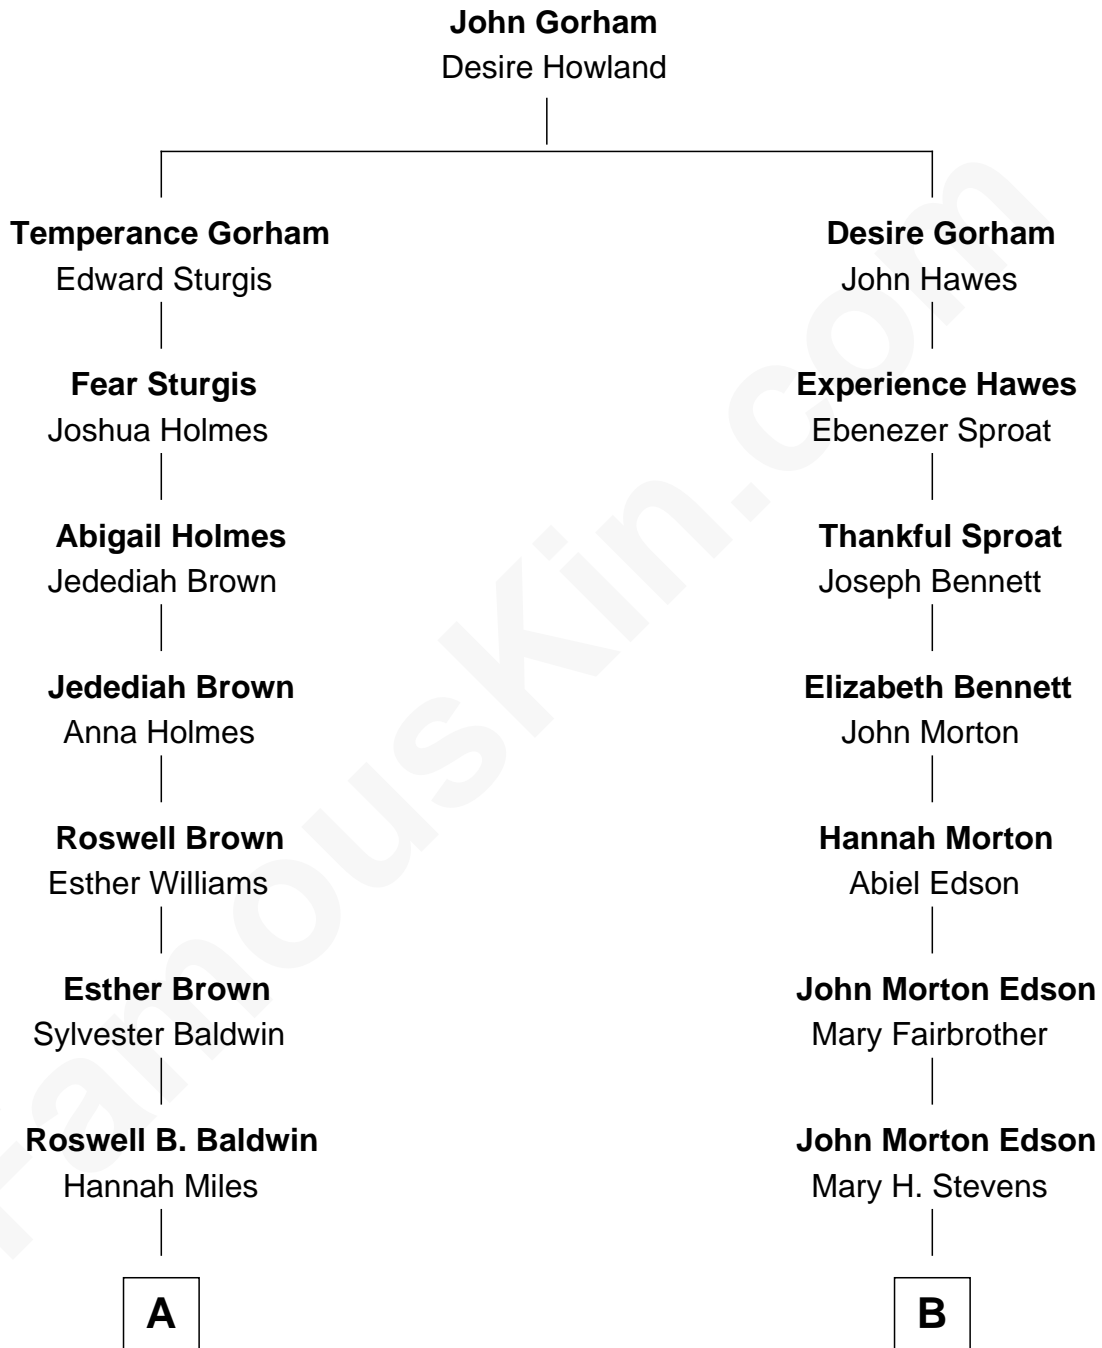 John Gorham
Desire Howland
Temperance Gorham
Edward Sturgis
Desire Gorham
John Hawes
Fear Sturgis
Joshua Holmes
Experience Hawes
Ebenezer Sproat
Abigail Holmes
Jedediah Brown
Thankful Sproat
Joseph Bennett
Jedediah Brown
Anna Holmes
Elizabeth Bennett
John Morton
Roswell Brown
Esther Williams
Hannah Morton
Abiel Edson
Esther Brown
Sylvester Baldwin
John Morton Edson
Mary Fairbrother
Roswell B. Baldwin
Hannah Miles
John Morton Edson
Mary H. Stevens
A
B
FamousKin.com